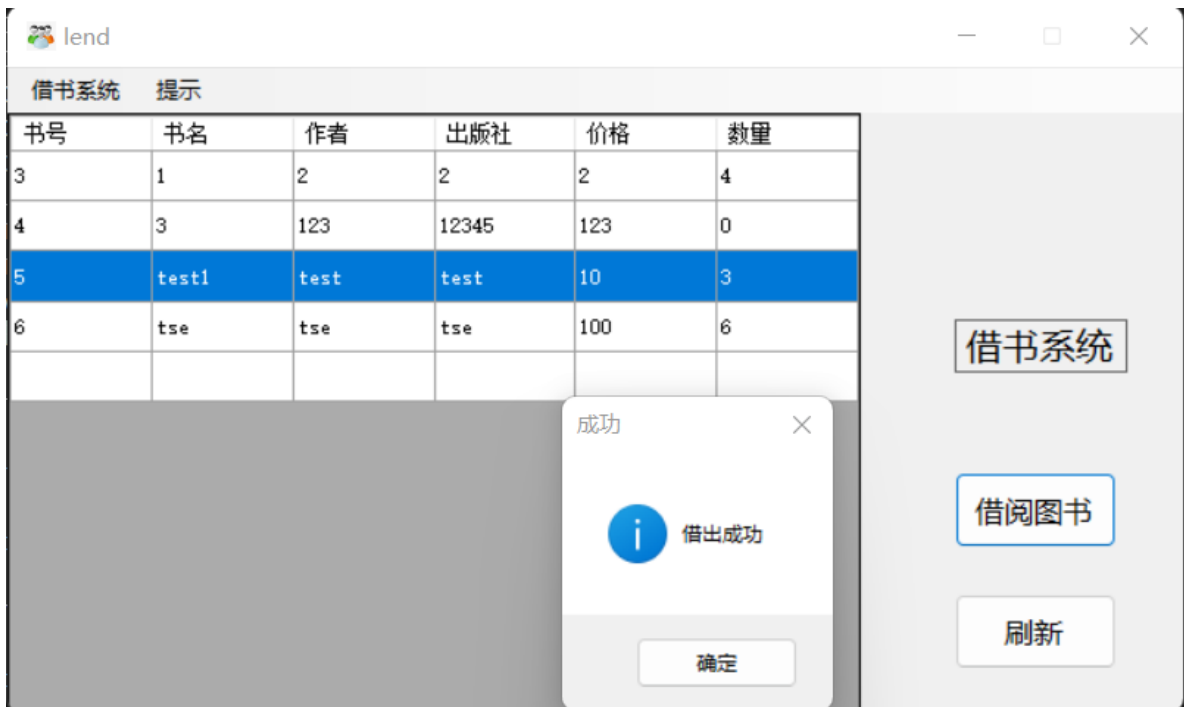 lend
借书系统 提示
书号 书名 作者 出版社 价格 数量
3 1 2 2 2 4
4 3 123 12345 123 0
5 test1 test test 10 3
6 tse tse tse 100 6
借书系统
成功
借阅图书
借出成功
刷新
确定